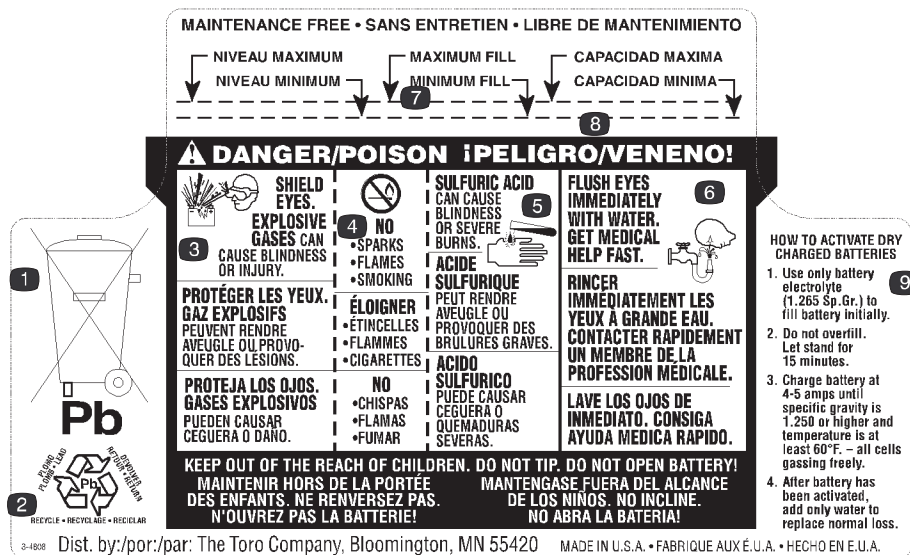 MAINTENANCE FREE • SANS ENTRETIEN • LIBRE DE MANTENIMIENTO
NIVEAU MAXIMUM
MAXIMUM FILL
CAPACIDAD MAXIMA
NIVEAU MINIMUM
MINIMUM FILL
CAPACIDAD MINIMA
7
8
DANGER/POISON ¡PELIGRO/VENENO!
1
Pb
2
PLOMO
PLOMB • LEAD
DEVOLVER
RETOUR • RETURN
Pb
RECYCLE • RECYCLAGE • RECICLAR
3
SHIELD
EYES.
EXPLOSIVE
GASES CAN
CAUSE BLINDNESS
OR INJURY.
PROTÉGER LES YEUX.
GAZ EXPLOSIFS
PEUVENT RENDRE
AVEUGLE OU PROVO-
QUER DES LESIONS.
PROTEJA LOS OJOS.
GASES EXPLOSIVOS
PUEDEN CAUSAR
CEGUERA O DAÑO.
4
NO
•SPARKS
•FLAMES
•SMOKING
ÉLOIGNER
•ÉTINCELLES
•FLAMMES
•CIGARETTES
NO
•CHISPAS
•FLAMAS
•FUMAR
5
SULFURIC ACID
CAN CAUSE
BLINDNESS
OR SEVERE
BURNS.
ACIDE
SULFURIQUE
PEUT RENDRE
AVEUGLE OU
PROVOQUER DES
BRÛLURES GRAVES.
ACIDO
SULFURICO
PUEDE CAUSAR
CEGUERA O
QUEMADURAS
SEVERAS.
6
FLUSH EYES
IMMEDIATELY
WITH WATER.
GET MEDICAL
HELP FAST.
RINCER
IMMEDIATEMENT LES
YEUX À GRANDE EAU.
CONTACTER RAPIDEMENT
UN MEMBRE DE LA
PROFESSION MÉDICALE.
LAVE LOS OJOS DE
INMEDIATO. CONSIGA
AYUDA MEDICA RAPIDO.
KEEP OUT OF THE REACH OF CHILDREN. DO NOT TIP. DO NOT OPEN BATTERY!
MAINTENIR HORS DE LA PORTÉE
DES ENFANTS. NE RENVERSEZ PAS.
N'OUVREZ PAS LA BATTERIE!
MANTENGASE FUERA DEL ALCANCE
DE LOS NIÑOS. NO INCLINE.
NO ABRA LA BATERIA!
HOW TO ACTIVATE DRY
CHARGED BATTERIES
9
1. Use only battery
electrolyte
(1.265 Sp.Gr.) to
fill battery initially.
2. Do not overfill.
Let stand for
15 minutes.
3. Charge battery at
4-5 amps until
specific gravity is
1.250 or higher and
temperature is at
least 60°F. – all cells
gassing freely.
4. After battery has
been activated,
add only water to
replace normal loss.
3-4808 Dist. by:/por:/par: The Toro Company, Bloomington, MN 55420 MADE IN U.S.A. • FABRIQUE AUX É.U.A. • HECHO EN E.U.A.